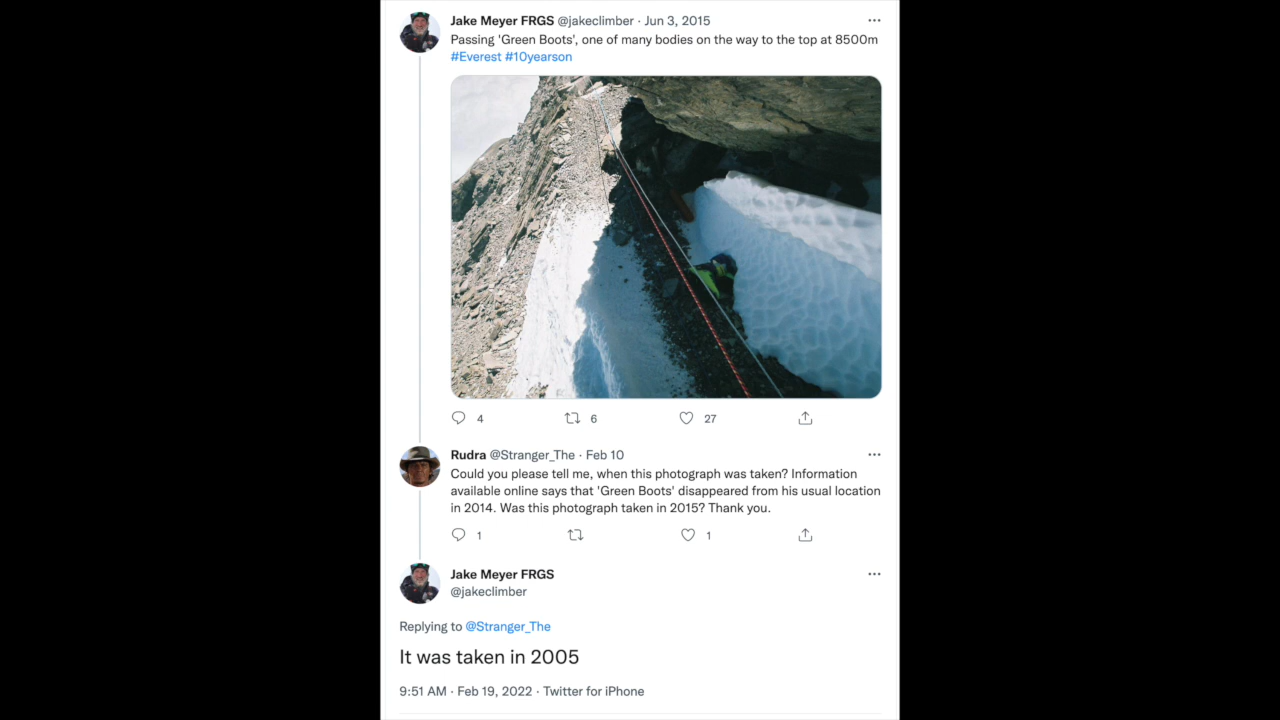 Jake Meyer FRGS @jakeclimber · Jun 3, 2015
Passing 'Green Boots', one of many bodies on the way to the top at 8500m
#Everest #10yearson
4 6 27
Rudra @Stranger_The · Feb 10
Could you please tell me, when this photograph was taken? Information
available online says that 'Green Boots' disappeared from his usual location
in 2014. Was this photograph taken in 2015? Thank you.
1 1
Jake Meyer FRGS
@jakeclimber
Replying to @Stranger_The
It was taken in 2005
9:51 AM · Feb 19, 2022 · Twitter for iPhone